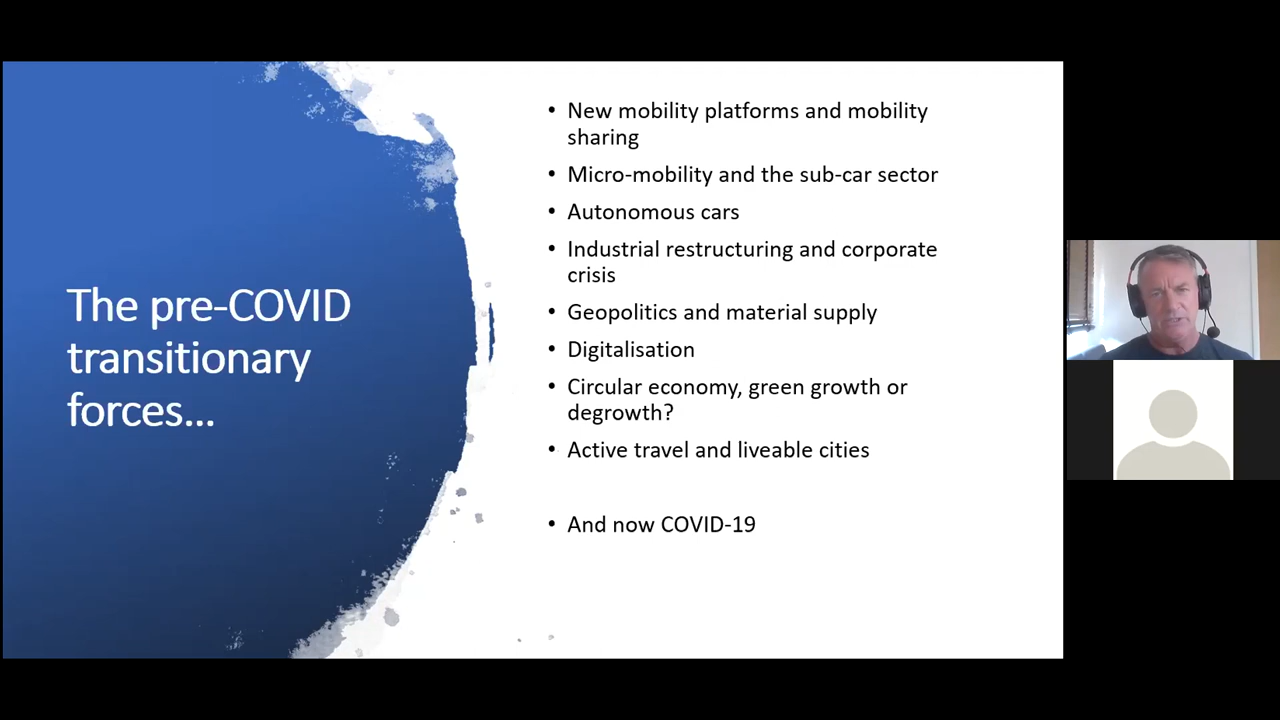 The pre-COVID
transitionary
forces...
• New mobility platforms and mobility
sharing
• Micro-mobility and the sub-car sector
• Autonomous cars
• Industrial restructuring and corporate
crisis
• Geopolitics and material supply
• Digitalisation
• Circular economy, green growth or
degrowth?
• Active travel and liveable cities
• And now COVID-19